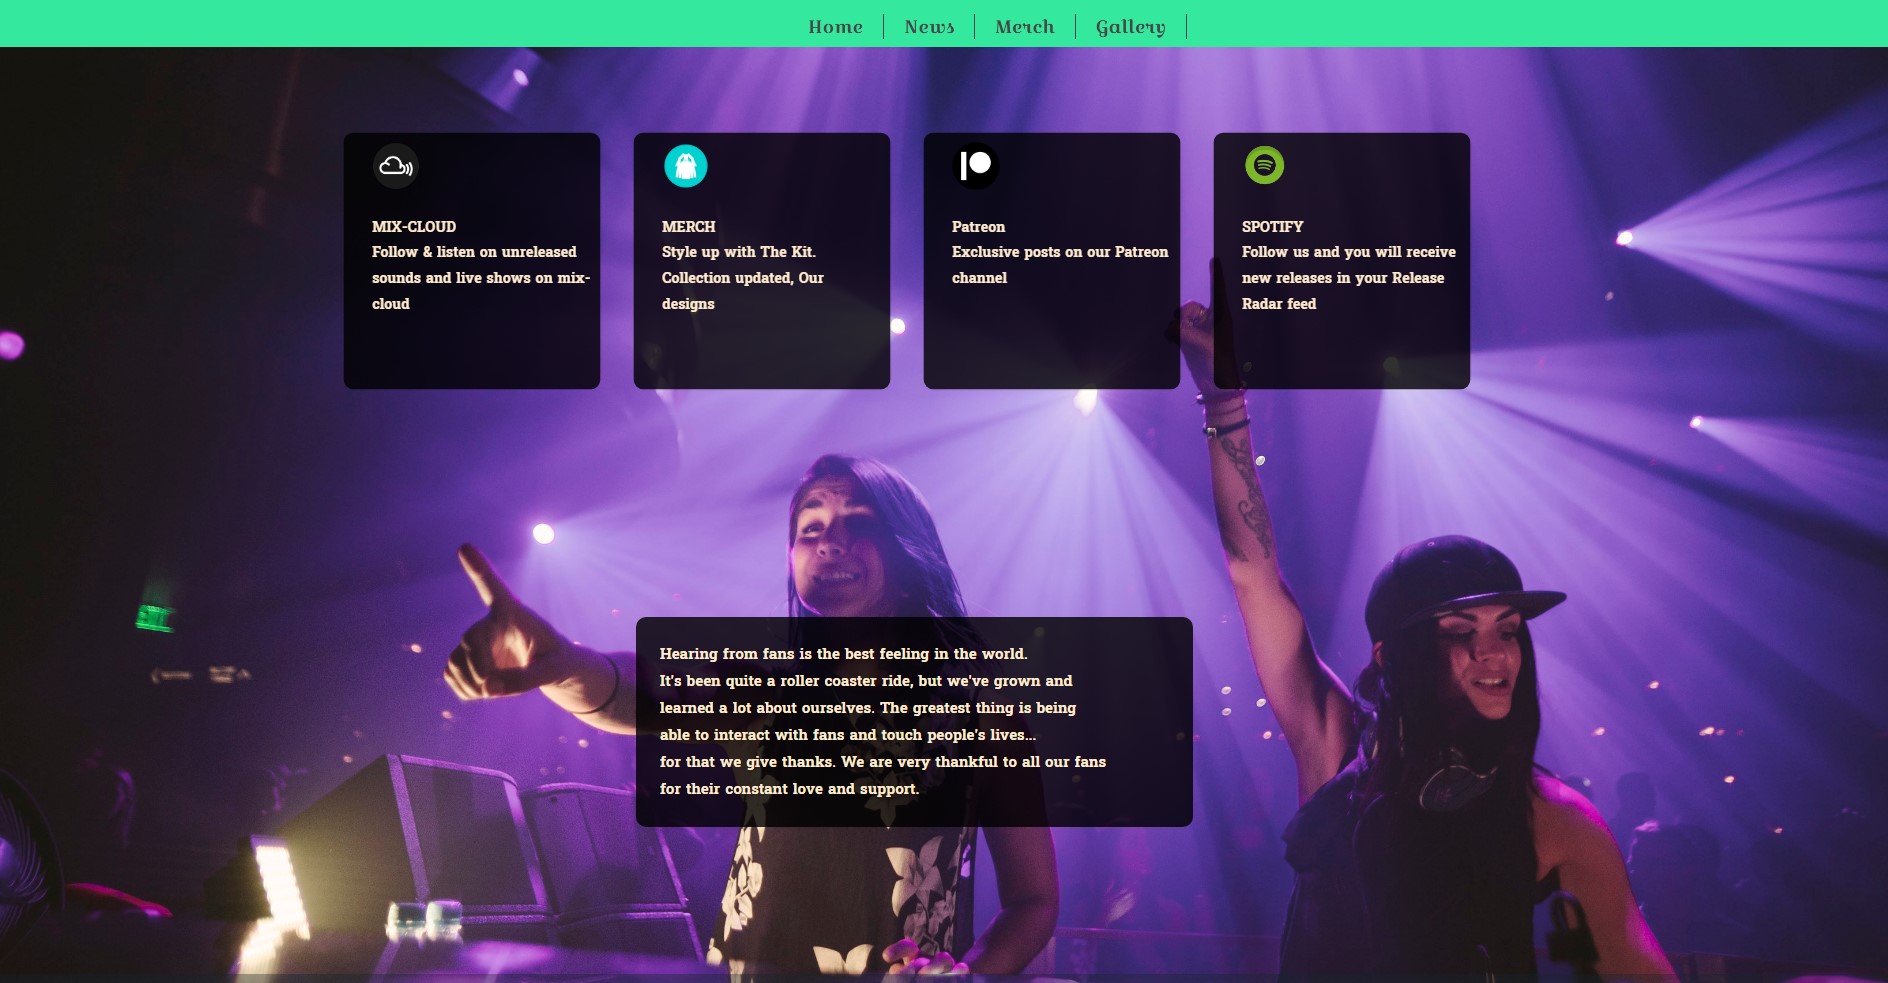 Home
News
Merch
Gallery
MIX-CLOUD
Follow & listen on unreleased
sounds and live shows on mix-
cloud
MERCH
Style up with The Kit.
Collection updated, Our
designs
Patreon
Exclusive posts on our Patreon
channel
SPOTIFY
Follow us and you will receive
new releases in your Release
Radar feed
Hearing from fans is the best feeling in the world.
It's been quite a roller coaster ride, but we've grown and
learned a lot about ourselves. The greatest thing is being
able to interact with fans and touch people's lives...
for that we give thanks. We are very thankful to all our fans
for their constant love and support.